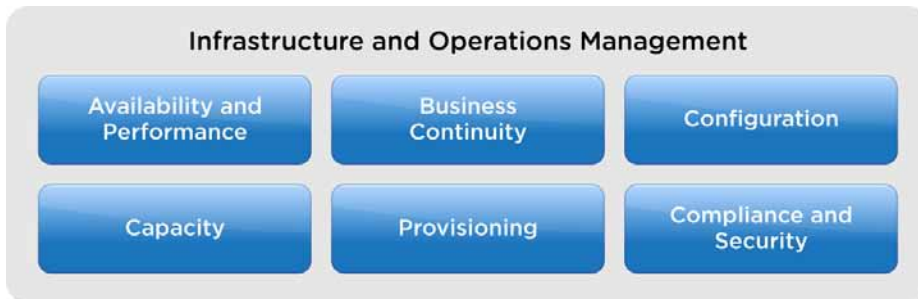 Infrastructure and Operations Management
Availability and
Performance
Business
Continuity
Configuration
Capacity
Provisioning
Compliance and
Security